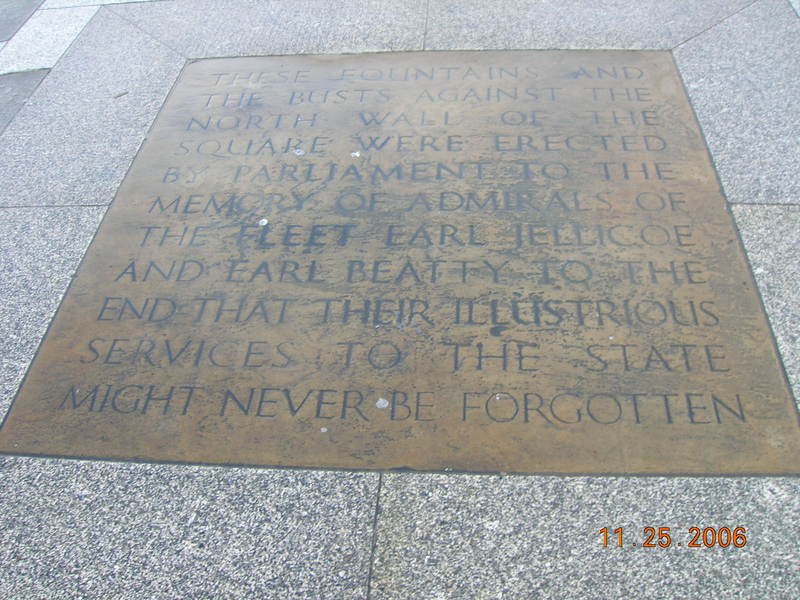 THESE FOUNTAINS AND
THE BUSTS AGAINST THE
NORTH WALL OF THE
SQUARE WERE ERECTED
BY PARLIAMENT TO THE
MEMORY OF ADMIRALS OF
THE FLEET EARL JELLICOE
AND EARL BEATTY TO THE
END THAT THEIR ILLUSTRIOUS
SERVICES TO THE STATE
MIGHT NEVER BE FORGOTTEN
11.25.2006